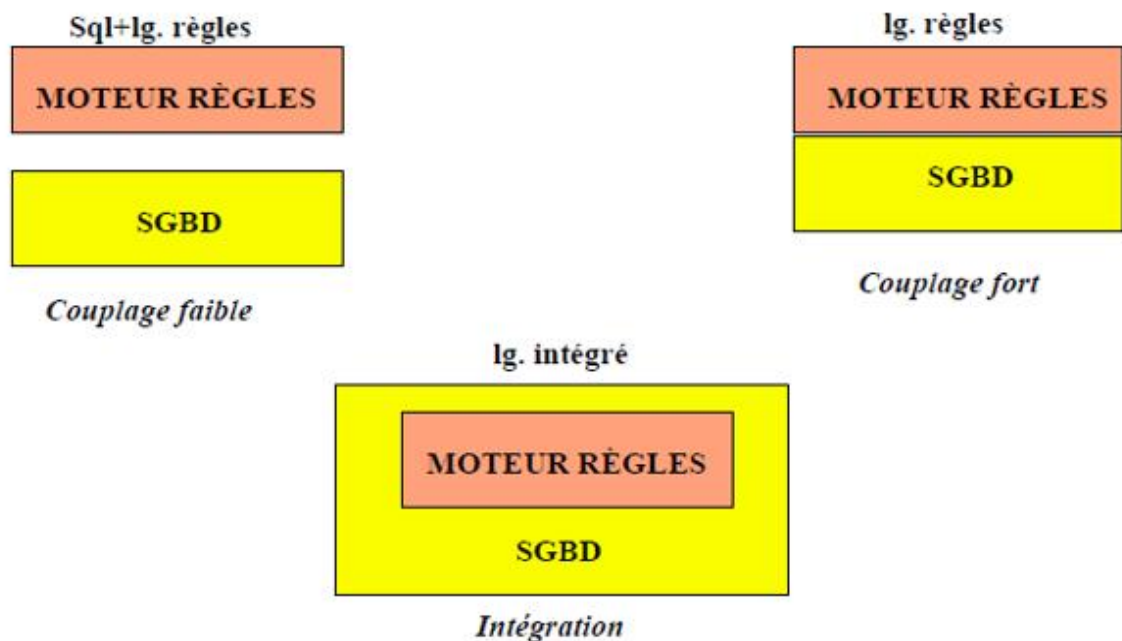 Sql+lg. règles
MOTEUR RÈGLES
SGBD
Couplage faible
lg. règles
MOTEUR RÈGLES
SGBD
Couplage fort
lg. intégré
MOTEUR RÈGLES
SGBD
Intégration